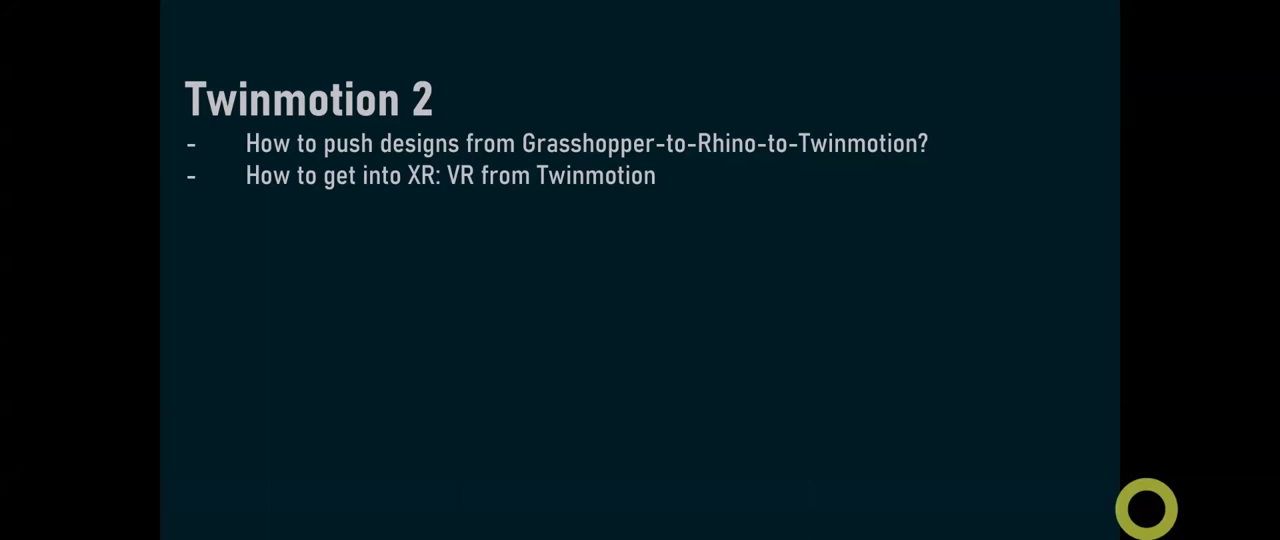 Twinmotion 2
- How to push designs from Grasshopper-to-Rhino-to-Twinmotion?
- How to get into XR: VR from Twinmotion